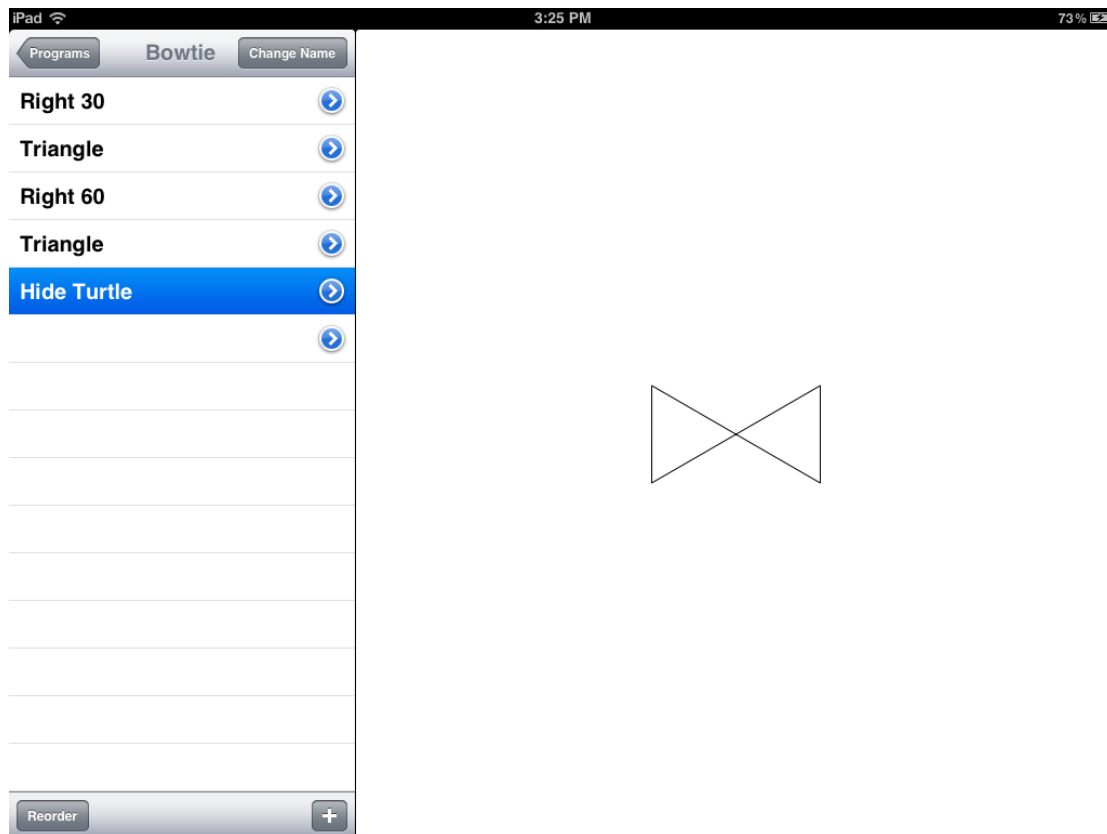 iPad 3:25 PM 73%
Programs Bowtie Change Name
Right 30
Triangle
Right 60
Triangle
Hide Turtle
Reorder +